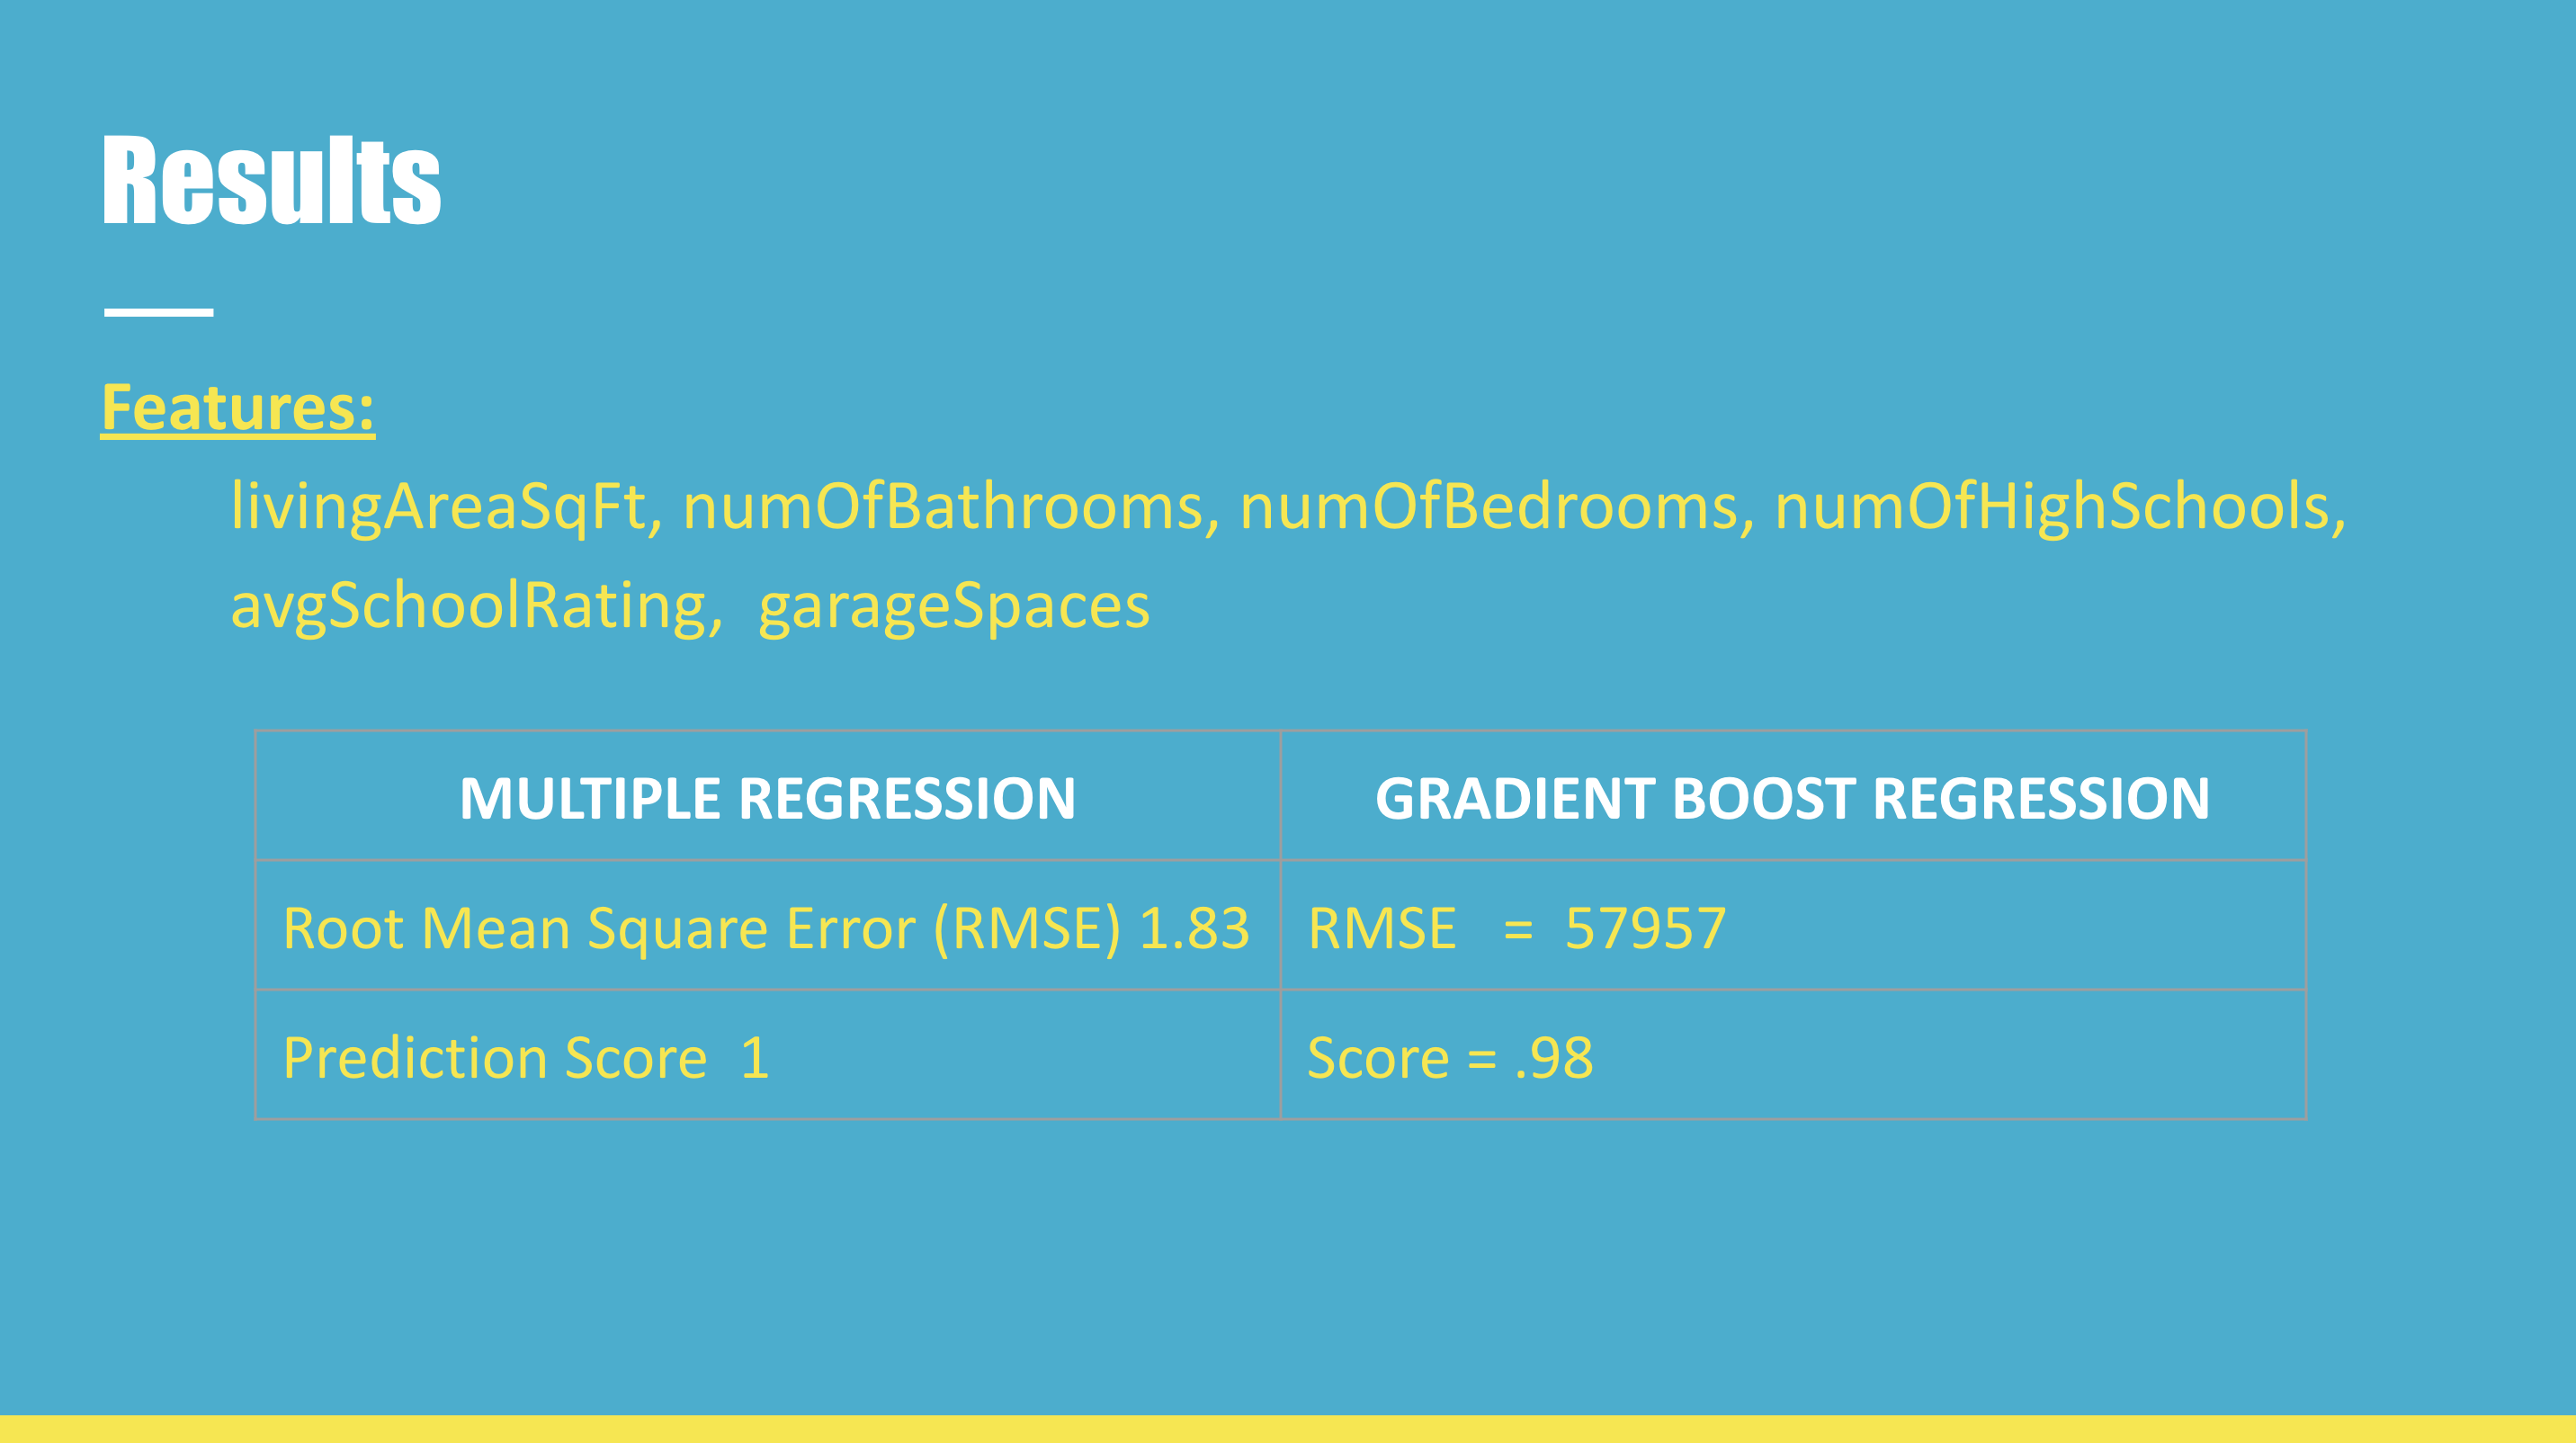 Results
Features:
livingAreaSqFt, numOfBathrooms, numOfBedrooms, numOfHighSchools,
avgSchoolRating,  garageSpaces
MULTIPLE REGRESSION
GRADIENT BOOST REGRESSION
Root Mean Square Error (RMSE) 1.83
RMSE   =  57957
Prediction Score  1
Score = .98